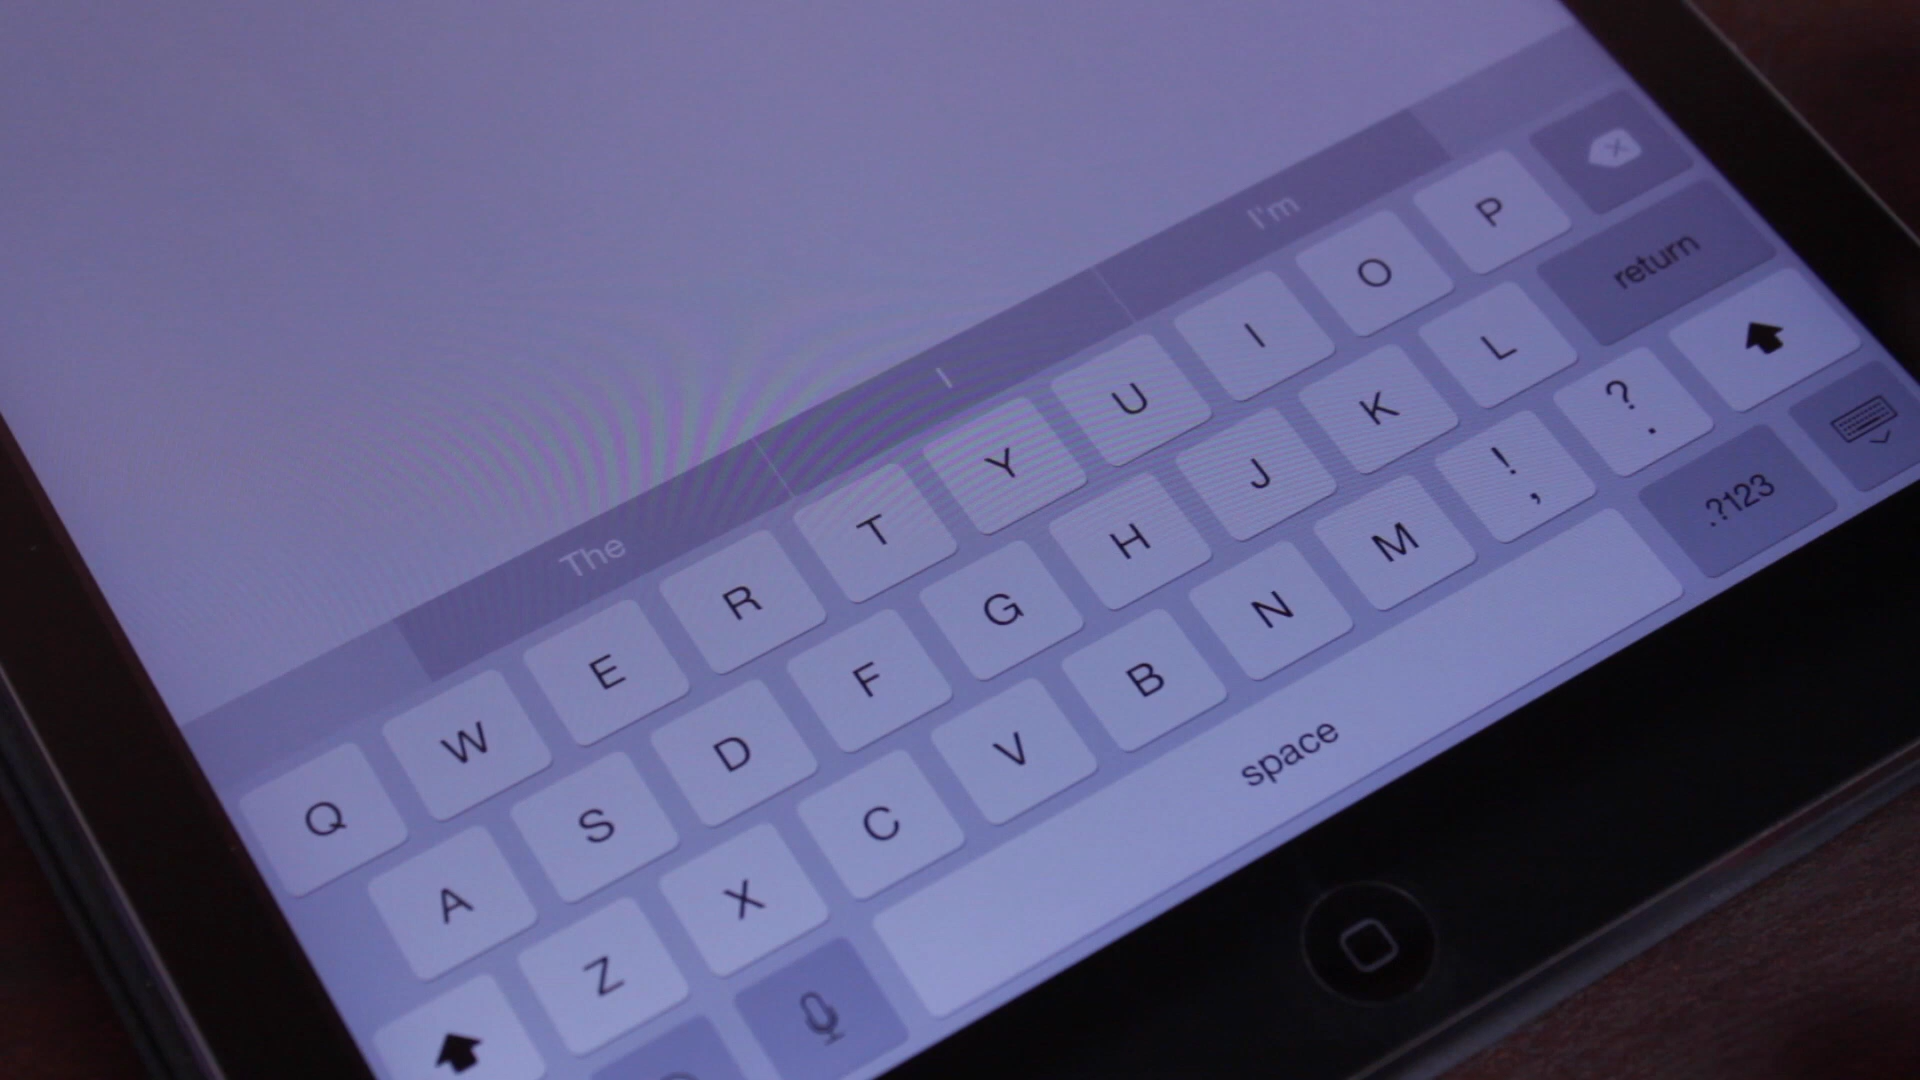 The I I'm
Q W E R T Y U I O P
A S D F G H J K L return
Z X C V B N M ! , ? .
space .?123